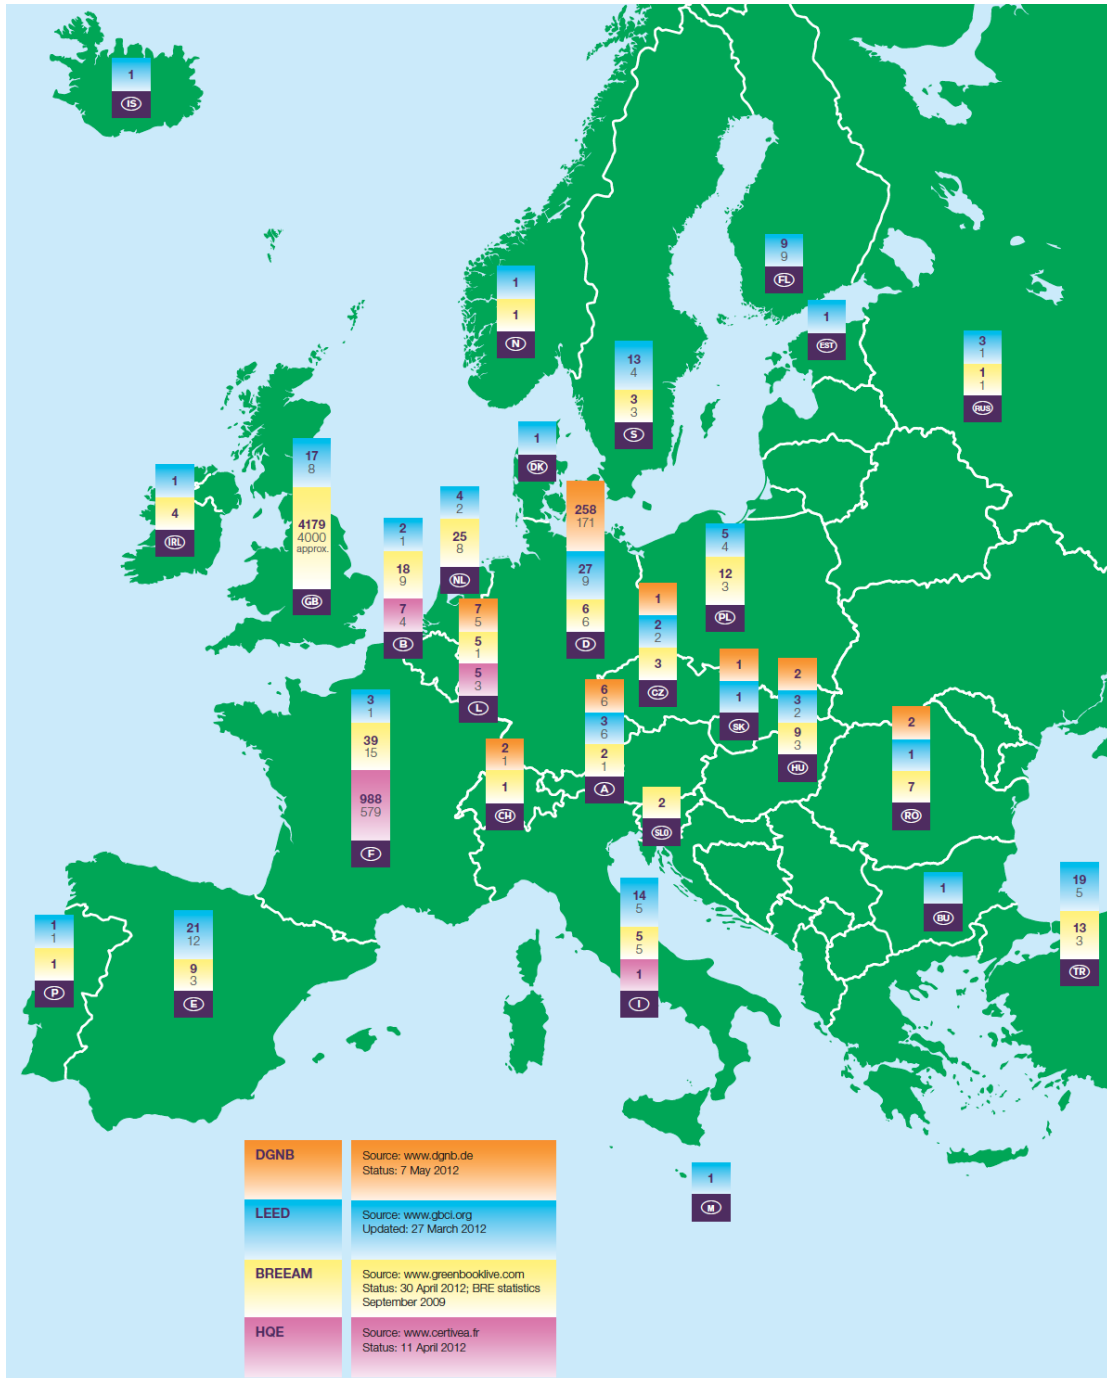 1
IS
9
9
FL
1
1
N
1
EST
3
1
1
1
RUS
13
4
3
3
S
1
DK
17
8
4179
4000
approx.
GB
1
4
IRL
4
2
25
8
NL
2
1
18
9
7
4
B
258
171
27
9
6
6
D
5
4
12
3
PL
7
5
5
1
5
3
L
1
2
2
3
CZ
1
1
SK
2
3
2
9
3
HU
6
6
3
6
2
1
A
2
1
7
RO
3
1
39
15
988
579
F
2
1
1
CH
2
SLO
14
5
5
5
1
I
1
BU
19
5
13
3
TR
1
1
1
P
21
12
9
3
E
1
M
DGNB
Source: www.dgnb.de
Status: 7 May 2012
LEED
Source: www.gbci.org
Updated: 27 March 2012
BREEAM
Source: www.greenbooklive.com
Status: 30 April 2012; BRE statistics
September 2009
HQE
Source: www.certivea.fr
Status: 11 April 2012